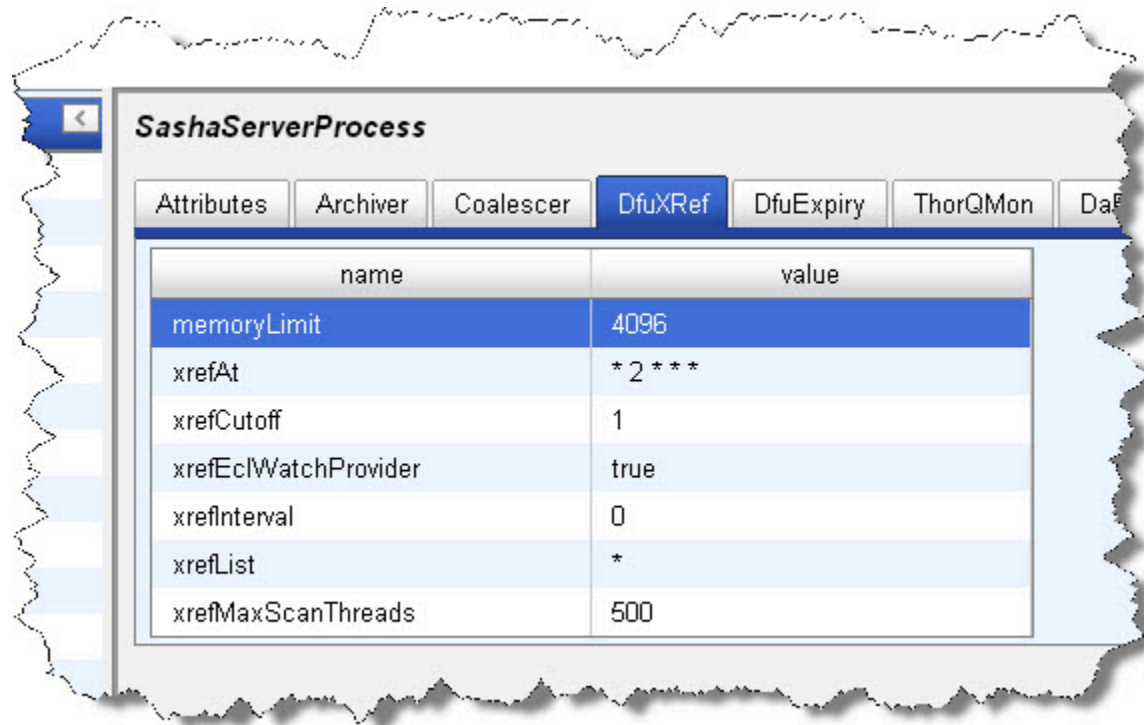 <
SashaServerProcess
Attributes Archiver Coalescer DfuXRef DfuExpiry ThorQMon
name value
memoryLimit 4096
xrefAt * 2 * * *
xrefCutoff 1
xrefEclWatchProvider true
xrefInterval 0
xrefList *
xrefMaxScanThreads 500